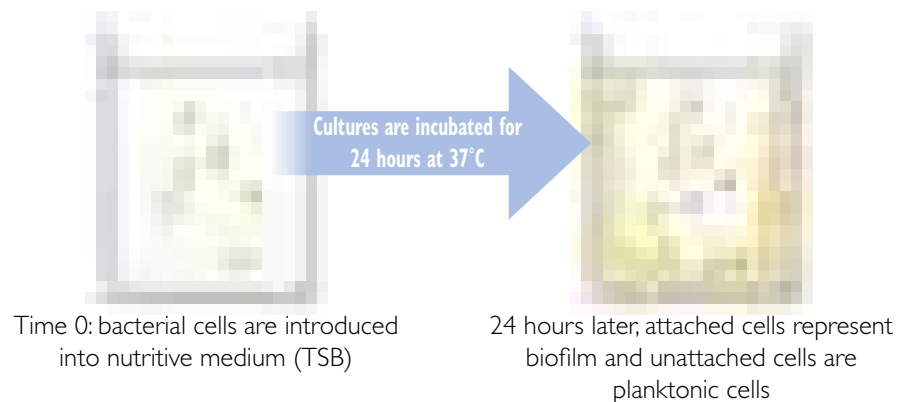 Cultures are incubated for
24 hours at 37˚C
Time 0: bacterial cells are introduced
into nutritive medium (TSB)
24 hours later, attached cells represent
biofilm and unattached cells are
planktonic cells